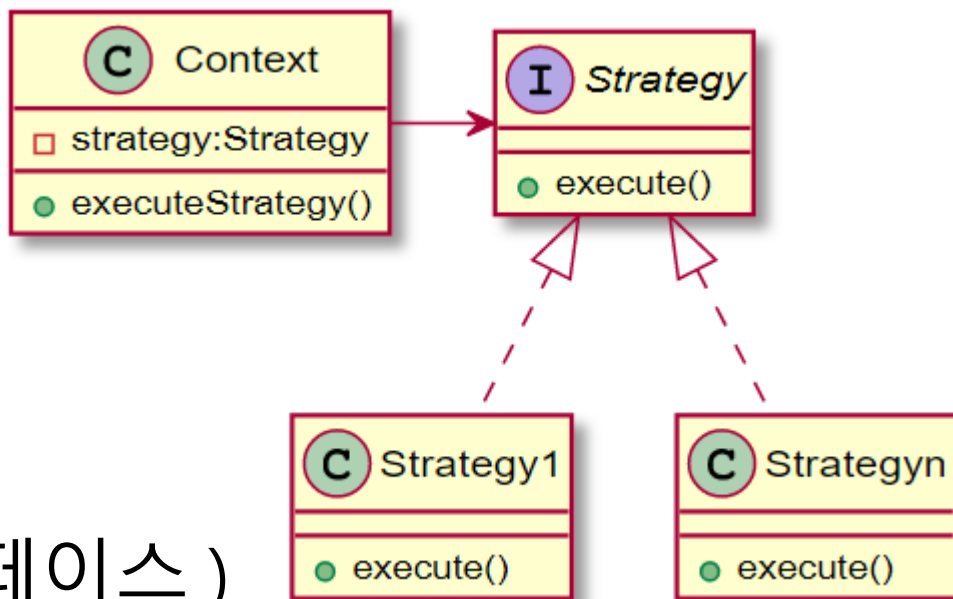 C Context
strategy:Strategy
executeStrategy()
I Strategy
execute()
C Strategy1
execute()
C Strategyn
execute()
페이스 )